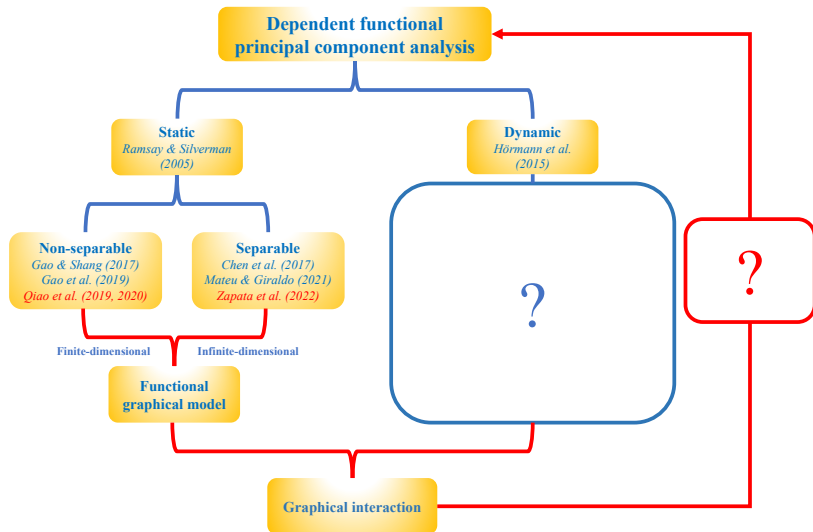 Dependent functional
principal component analysis
Static
Ramsay & Silverman
(2005)
Dynamic
Hörmann et al.
(2015)
Non-separable
Gao & Shang (2017)
Gao et al. (2019)
Qiao et al. (2019, 2020)
Separable
Chen et al. (2017)
Mateu & Giraldo (2021)
Zapata et al. (2022)
?
?
Finite-dimensional
Infinite-dimensional
Functional
graphical model
Graphical interaction